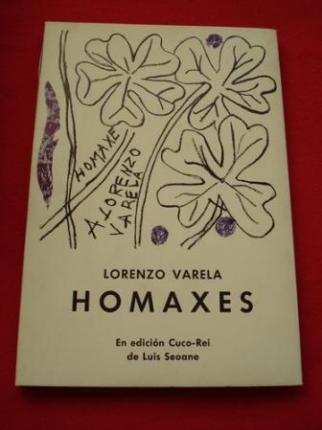 HOMAXE
A LORENZO
VARELA
LORENZO VARELA
HOMAXES
En edición Cuco-Rei
de Luis Seoane